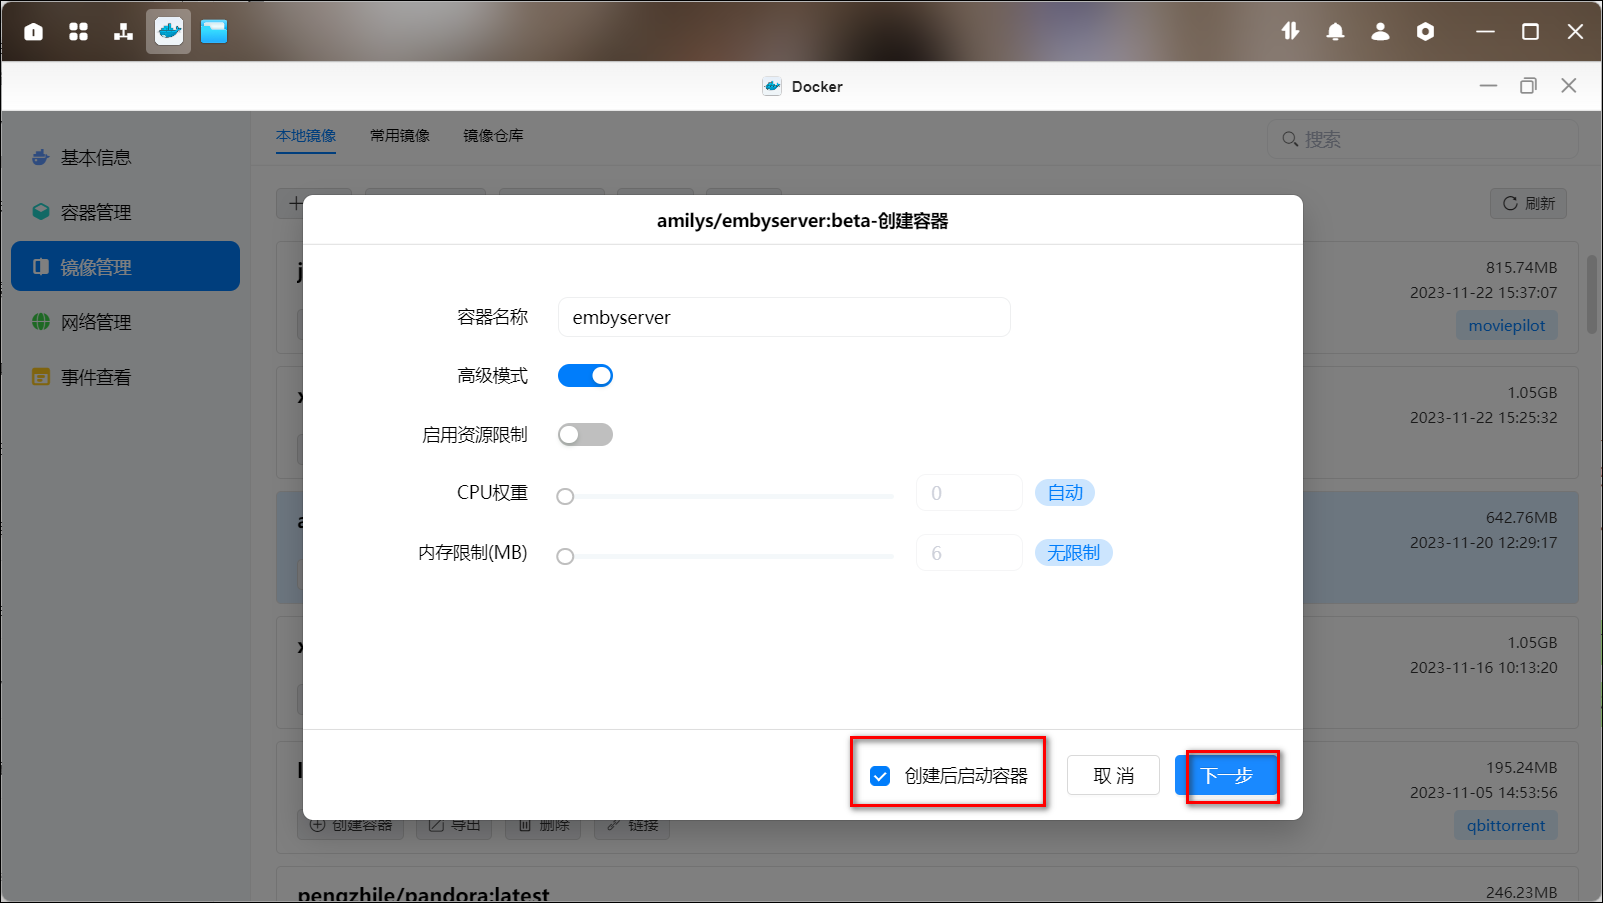 Docker
本地镜像 常用镜像 镜像仓库
搜索
基本信息
容器管理
镜像管理
网络管理
事件查看
刷新
815.74MB
2023-11-22 15:37:07
moviepilot
1.05GB
2023-11-22 15:25:32
642.76MB
2023-11-20 12:29:17
1.05GB
2023-11-16 10:13:20
195.24MB
2023-11-05 14:53:56
qbittorrent
246.23MB
amilys/embyserver:beta-创建容器
容器名称 embyserver
高级模式
启用资源限制
CPU权重 0 自动
内存限制(MB) 6 无限制
创建后启动容器 取 消 下一步
创建容器 导出 删除 链接
pengzhile/pandora:latest